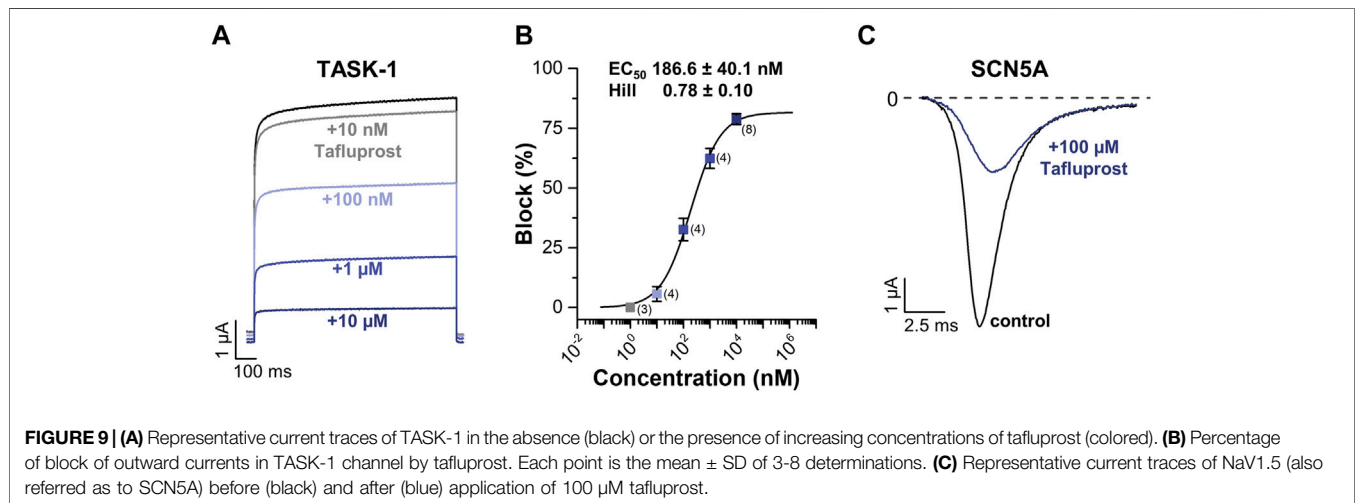 A
TASK-1
+10 nM
Tafluprost
+100 nM
+1 µM
+10 µM
1 µA
100 ms
B
EC50 186.6 ± 40.1 nM
Hill 0.78 ± 0.10
Block (%)
100
75
50
25
0
(3)
(4)
(4)
(4)
(8)
10-2
100
102
104
106
Concentration (nM)
C
SCN5A
0
+100 µM
Tafluprost
control
1 µA
2.5 ms
FIGURE 9 | (A) Representative current traces of TASK-1 in the absence (black) or the presence of increasing concentrations of tafluprost (colored). (B) Percentage
of block of outward currents in TASK-1 channel by tafluprost. Each point is the mean ± SD of 3-8 determinations. (C) Representative current traces of NaV1.5 (also
referred as to SCN5A) before (black) and after (blue) application of 100 µM tafluprost.